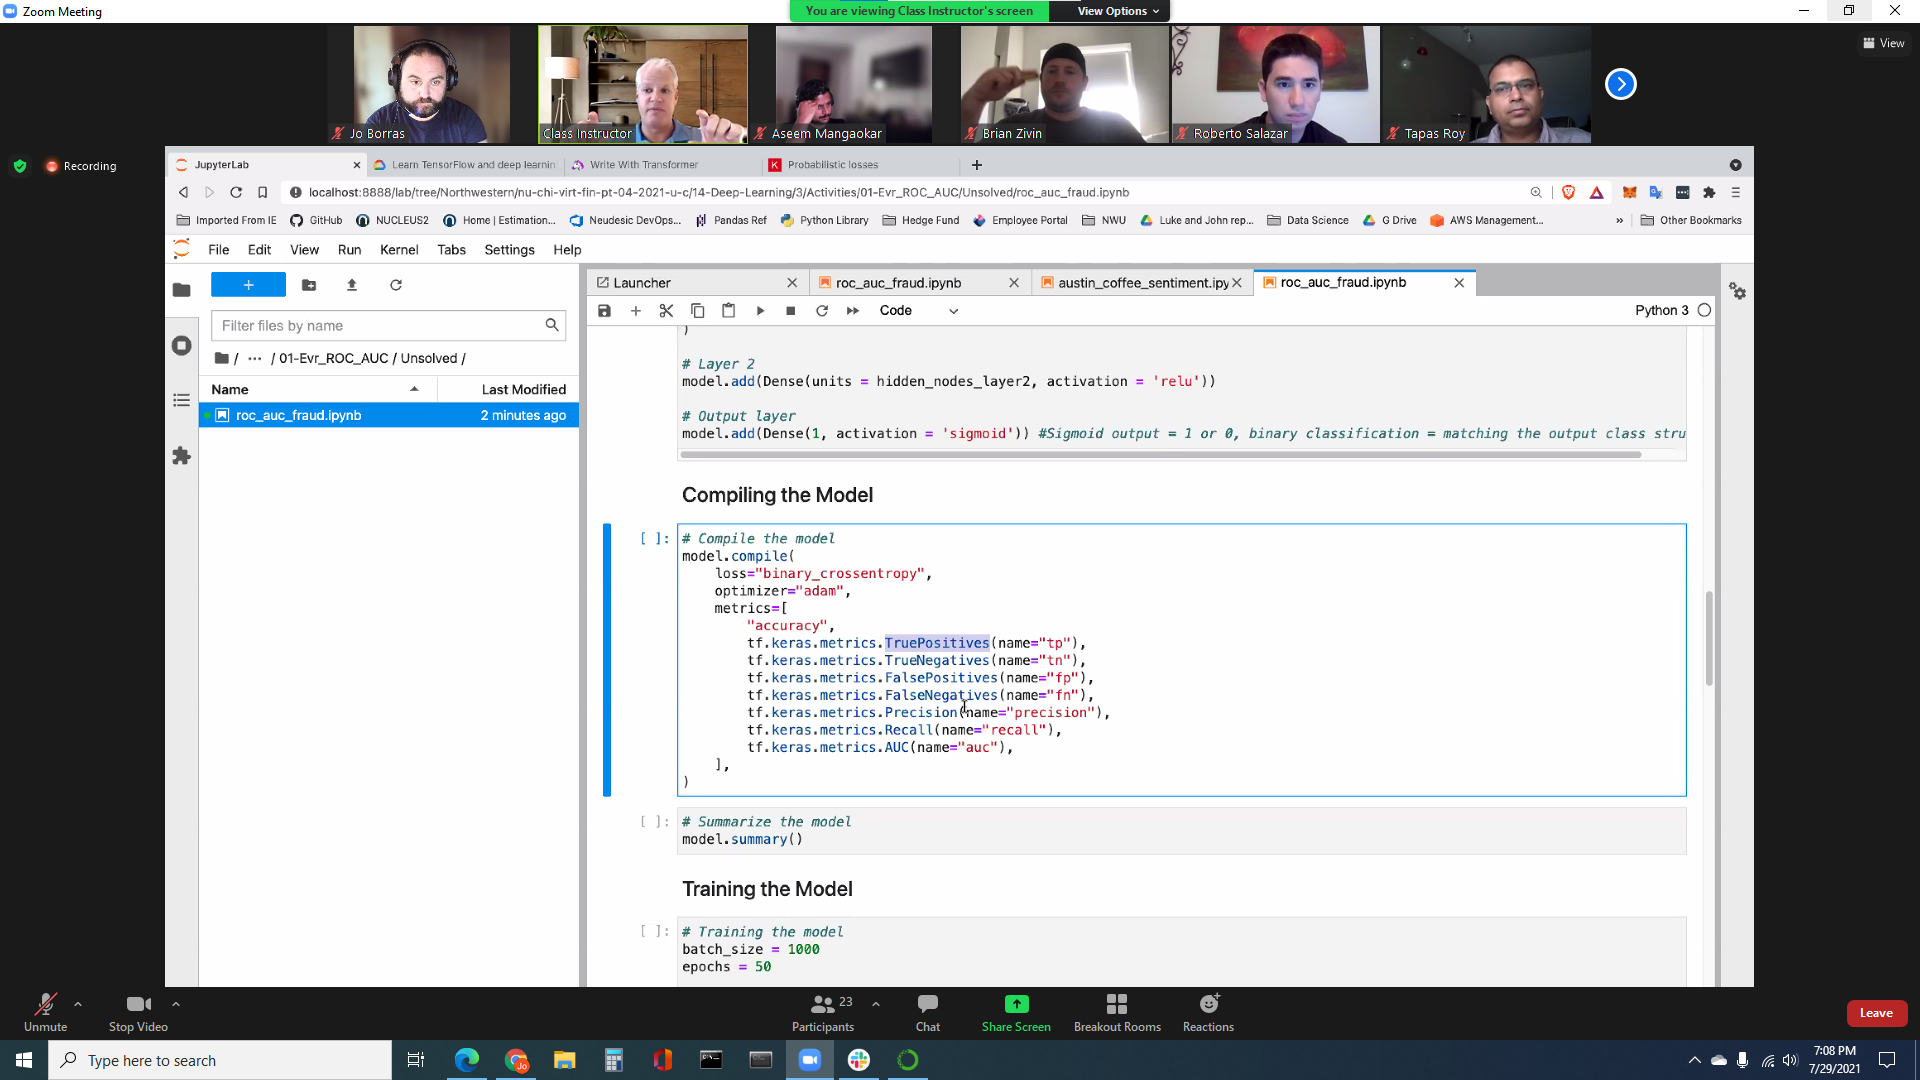 Zoom Meeting
You are viewing Class Instructor's screen
View Options
View
Jo Borras
Class Instructor
Aseem Mangaokar
Brian Zivin
Roberto Salazar
Tapas Roy
Recording
JupyterLab
Learn TensorFlow and deep learnin
Write With Transformer
Probabilistic losses
localhost:8888/lab/tree/Northwestern/nu-chi-virt-fin-pt-04-2021-u-c/14-Deep-Learning/3/Activities/01-Evr_ROC_AUC/Unsolved/roc_auc_fraud.ipynb
Imported From IE GitHub NUCLEUS2 Home | Estimation... Neudesic DevOps... Pandas Ref Python Library Hedge Fund Employee Portal NWU Luke and John rep... Data Science G Drive AWS Management... » Other Bookmarks
File Edit View Run Kernel Tabs Settings Help
Launcher
roc_auc_fraud.ipynb
austin_coffee_sentiment.ipy
roc_auc_fraud.ipynb
Code
Python 3
Filter files by name
/ ··· / 01-Evr_ROC_AUC / Unsolved /
Name Last Modified
roc_auc_fraud.ipynb 2 minutes ago
)
# Layer 2
model.add(Dense(units = hidden_nodes_layer2, activation = 'relu'))
# Output layer
model.add(Dense(1, activation = 'sigmoid')) #Sigmoid output = 1 or 0, binary classification = matching the output class stru
Compiling the Model
[ ]: # Compile the model
model.compile(
loss="binary_crossentropy",
optimizer="adam",
metrics=[
"accuracy",
tf.keras.metrics.TruePositives(name="tp"),
tf.keras.metrics.TrueNegatives(name="tn"),
tf.keras.metrics.FalsePositives(name="fp"),
tf.keras.metrics.FalseNegatives(name="fn"),
tf.keras.metrics.Precision(name="precision"),
tf.keras.metrics.Recall(name="recall"),
tf.keras.metrics.AUC(name="auc"),
],
)
[ ]: # Summarize the model
model.summary()
Training the Model
[ ]: # Training the model
batch_size = 1000
epochs = 50
Unmute
Stop Video
23
Participants
Chat
Share Screen
Breakout Rooms
Reactions
Leave
Type here to search
7:08 PM
7/29/2021